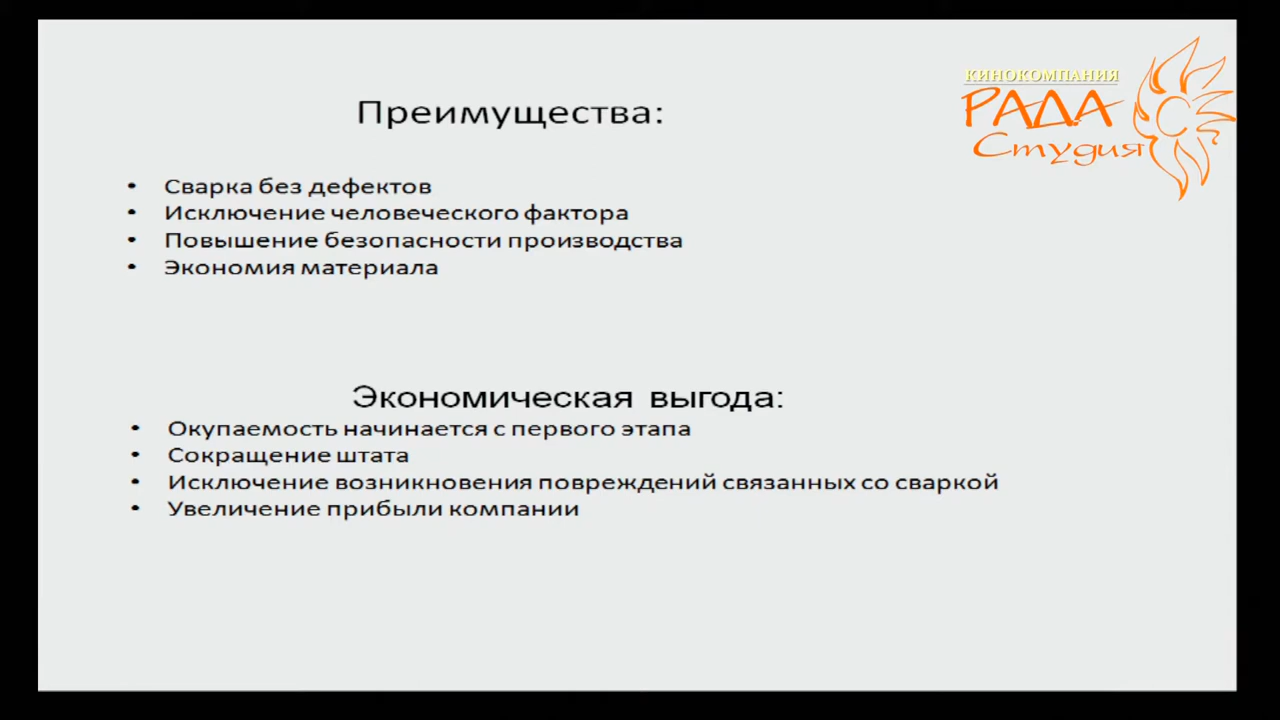 КИНОКОМПАНИЯ
РАДА
Студия
Преимущества:
• Сварка без дефектов
• Исключение человеческого фактора
• Повышение безопасности производства
• Экономия материала
Экономическая выгода:
• Окупаемость начинается с первого этапа
• Сокращение штата
• Исключение возникновения повреждений связанных со сваркой
• Увеличение прибыли компании